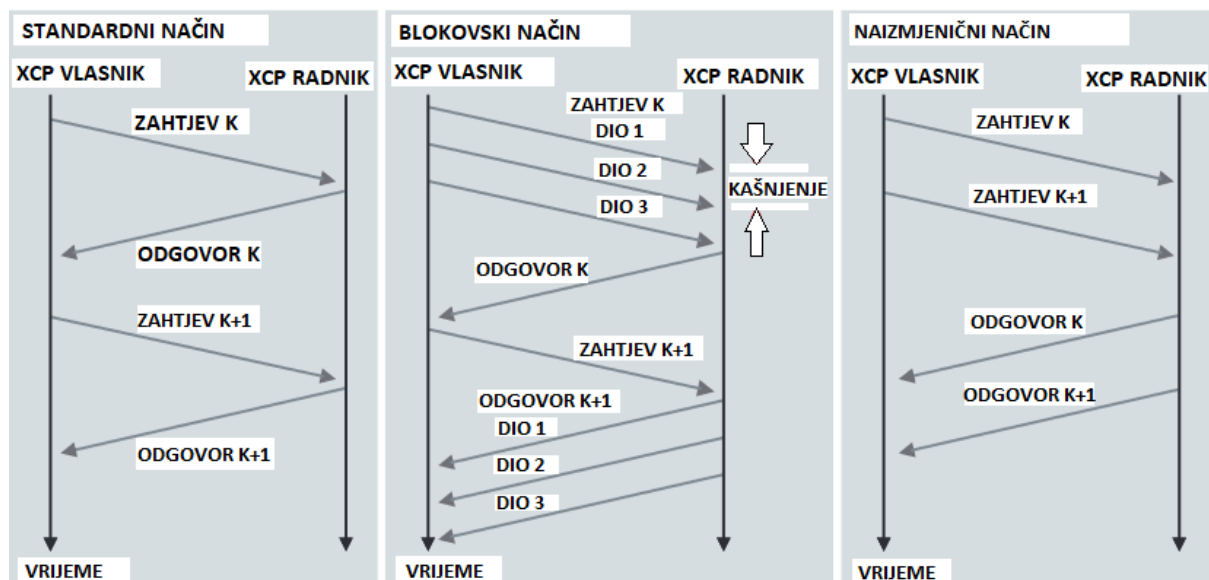 STANDARDNI NAČIN
XCP VLASNIK
XCP RADNIK
ZAHTJEV K
ODGOVOR K
ZAHTJEV K+1
ODGOVOR K+1
VRIJEME
BLOKOVSKI NAČIN
XCP VLASNIK
XCP RADNIK
ZAHTJEV K
DIO 1
DIO 2
KAŠNJENJE
DIO 3
ODGOVOR K
ZAHTJEV K+1
ODGOVOR K+1
DIO 1
DIO 2
DIO 3
VRIJEME
NAIZMJENIČNI NAČIN
XCP VLASNIK
XCP RADNIK
ZAHTJEV K
ZAHTJEV K+1
ODGOVOR K
ODGOVOR K+1
VRIJEME